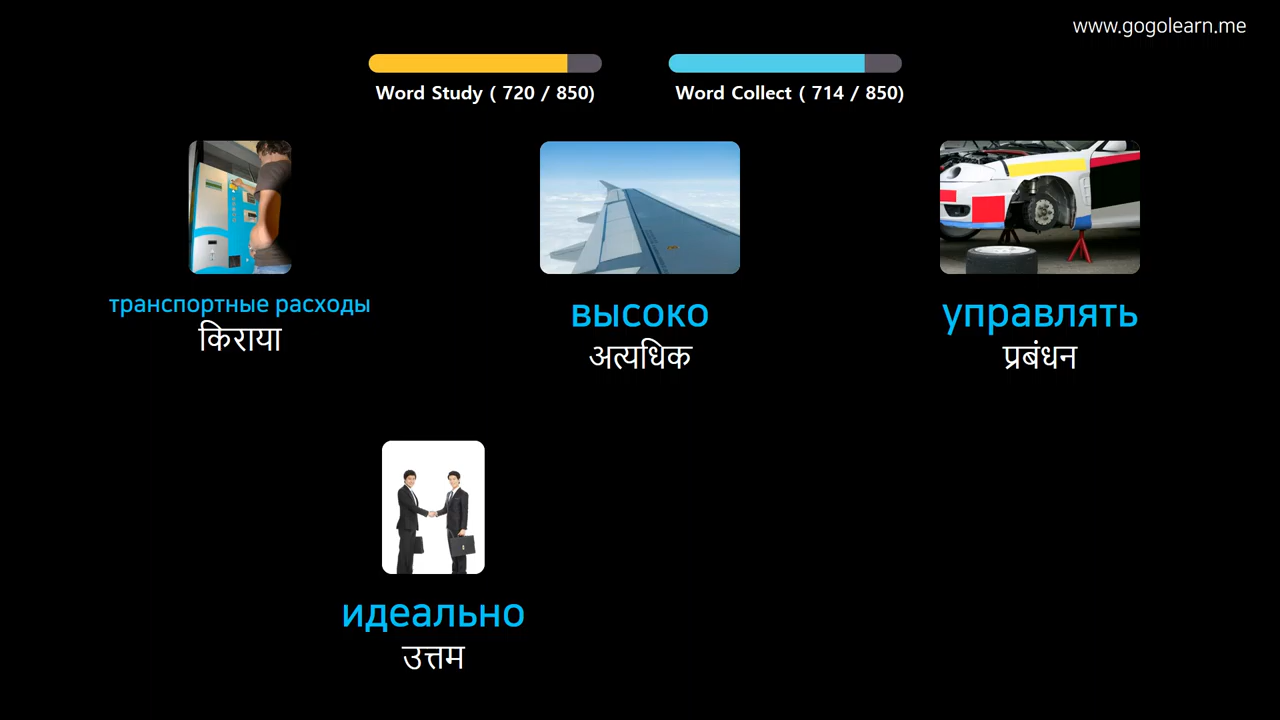 www.gogolearn.me
Word Study ( 720 / 850)
Word Collect ( 714 / 850)
транспортные расходы
किराया
высоко
अत्यधिक
управлять
प्रबंधन
идеально
उत्तम